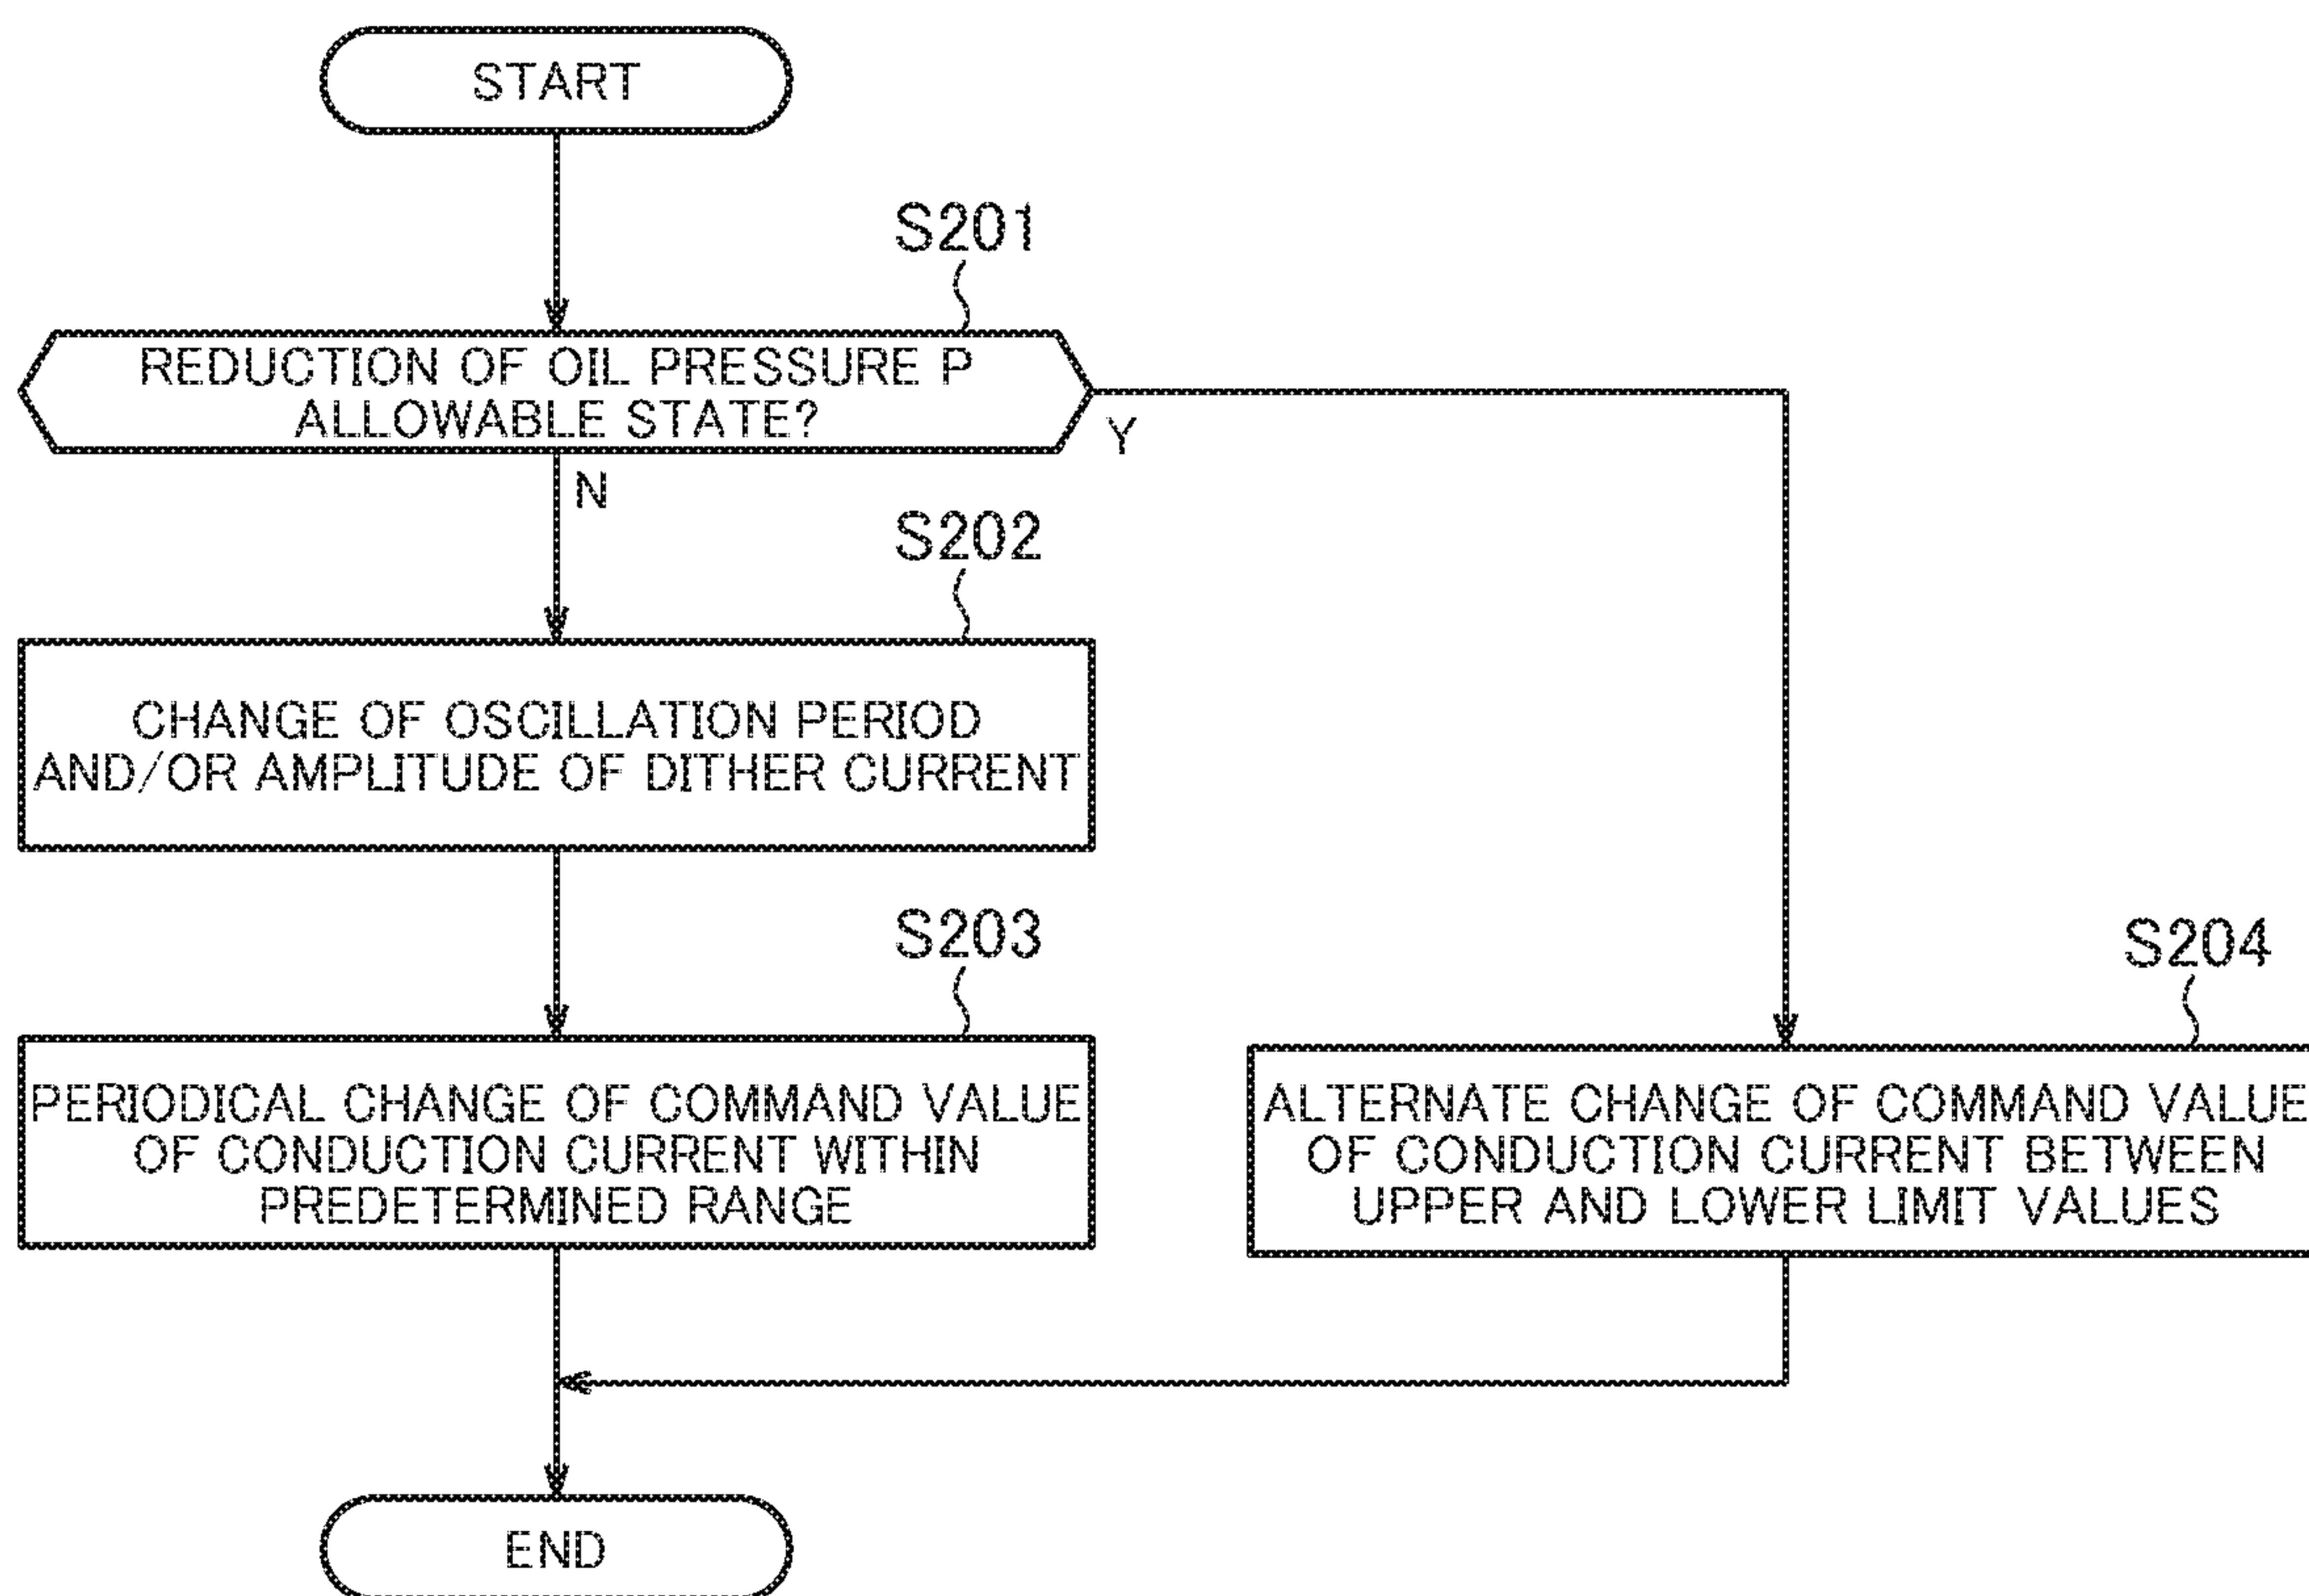 START
S201
REDUCTION OF OIL PRESSURE P
ALLOWABLE STATE?
Y
N
S202
CHANGE OF OSCILLATION PERIOD
AND/OR AMPLITUDE OF DITHER CURRENT
S203
PERIODICAL CHANGE OF COMMAND VALUE
OF CONDUCTION CURRENT WITHIN
PREDETERMINED RANGE
S204
ALTERNATE CHANGE OF COMMAND VALUE
OF CONDUCTION CURRENT BETWEEN
UPPER AND LOWER LIMIT VALUES
END